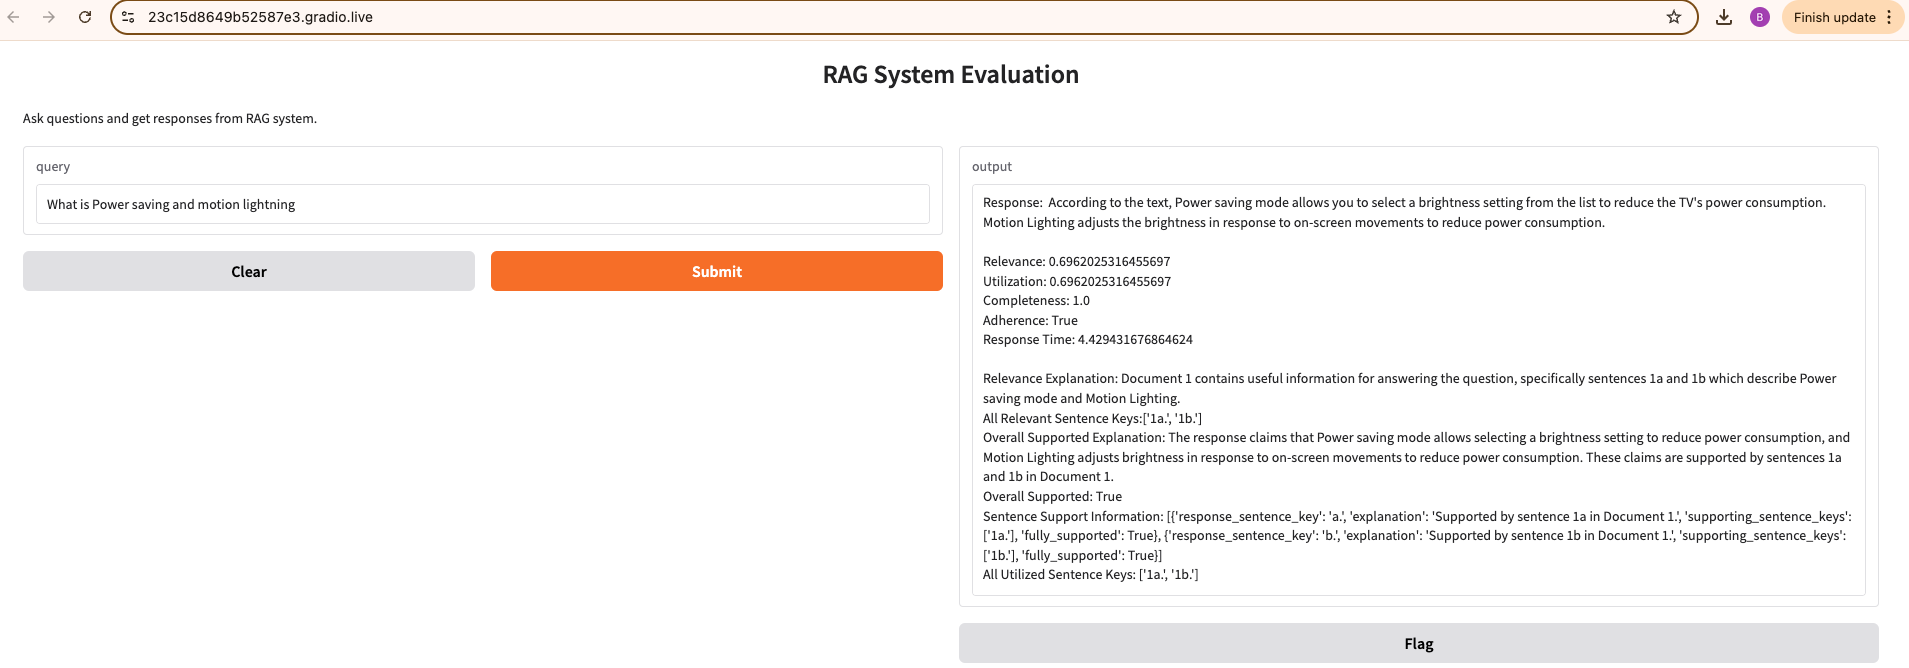 23c15d8649b52587e3.gradio.live
B
Finish update
RAG System Evaluation
Ask questions and get responses from RAG system.
query
What is Power saving and motion lightning
Clear
Submit
output
Response:  According to the text, Power saving mode allows you to select a brightness setting from the list to reduce the TV's power consumption.
Motion Lighting adjusts the brightness in response to on-screen movements to reduce power consumption.
Relevance: 0.6962025316455697
Utilization: 0.6962025316455697
Completeness: 1.0
Adherence: True
Response Time: 4.429431676864624
Relevance Explanation: Document 1 contains useful information for answering the question, specifically sentences 1a and 1b which describe Power
saving mode and Motion Lighting.
All Relevant Sentence Keys:['1a.', '1b.']
Overall Supported Explanation: The response claims that Power saving mode allows selecting a brightness setting to reduce power consumption, and
Motion Lighting adjusts brightness in response to on-screen movements to reduce power consumption. These claims are supported by sentences 1a
and 1b in Document 1.
Overall Supported: True
Sentence Support Information: [{'response_sentence_key': 'a.', 'explanation': 'Supported by sentence 1a in Document 1.', 'supporting_sentence_keys':
['1a.'], 'fully_supported': True}, {'response_sentence_key': 'b.', 'explanation': 'Supported by sentence 1b in Document 1.', 'supporting_sentence_keys':
['1b.'], 'fully_supported': True}]
All Utilized Sentence Keys: ['1a.', '1b.']
Flag